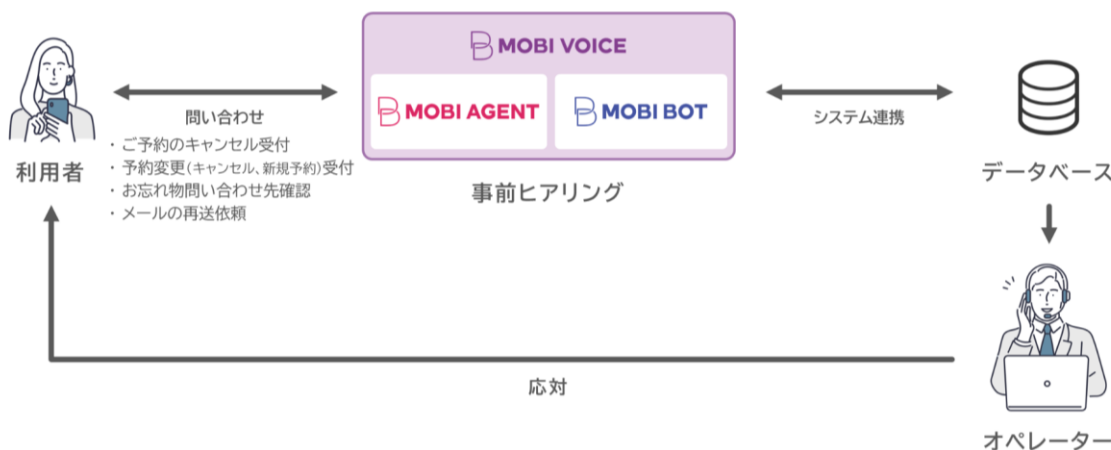 MOBI VOICE
MOBI AGENT
MOBI BOT
問い合わせ
・ご予約のキャンセル受付
・予約変更(キャンセル、新規予約)受付
・お忘れ物問い合わせ先確認
・メールの再送依頼
利用者
事前ヒアリング
システム連携
データベース
応対
オペレーター